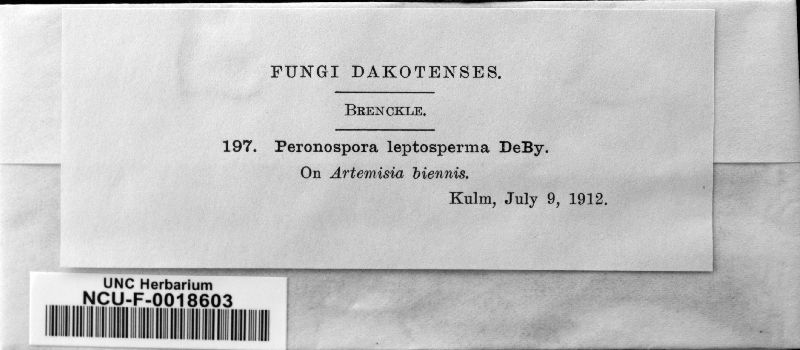 FUNGI DAKOTENSES.
BRENCKLE.
197. Peronospora leptosperma DeBy.
On Artemisia biennis.
Kulm, July 9, 1912.
UNC Herbarium
NCU-F-0018603